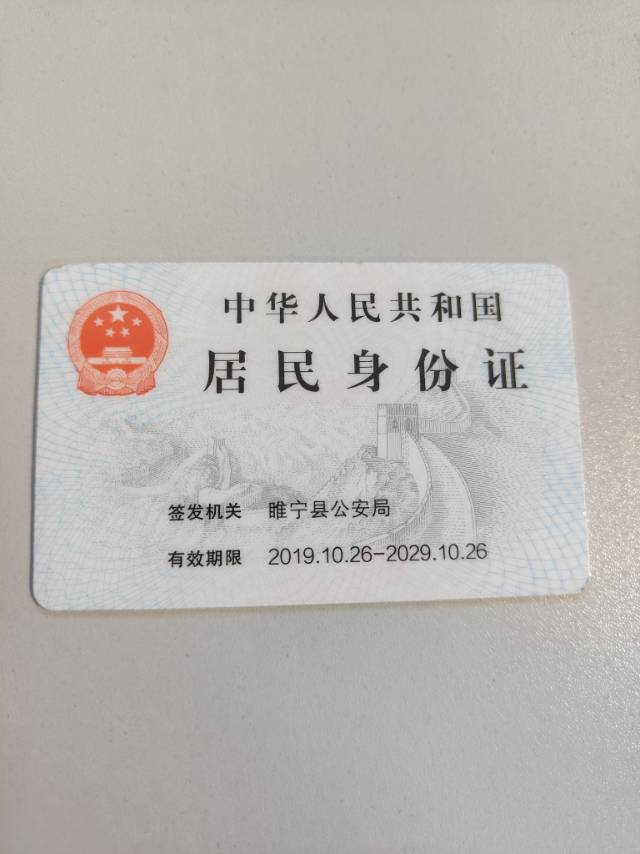 中华人民共和国
居民身份证
签发机关 睢宁县公安局
有效期限 2019.10.26-2029.10.26